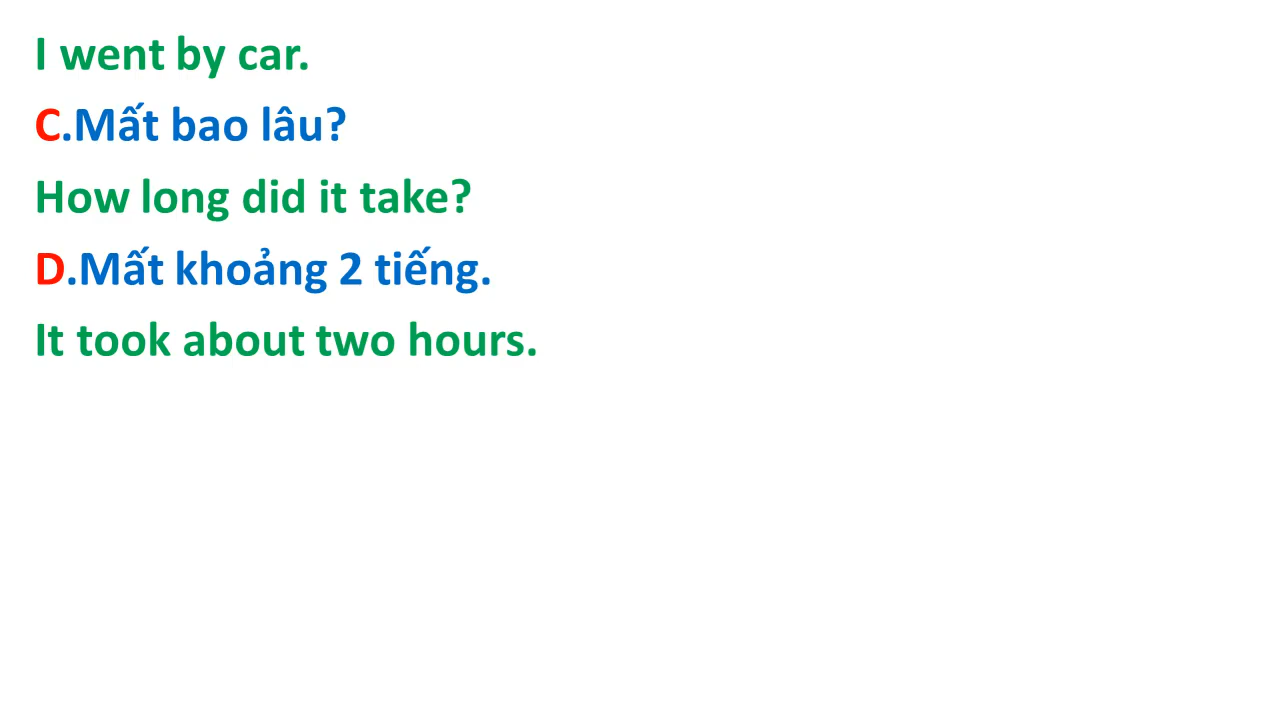 I went by car.
C.Mất bao lâu?
How long did it take?
D.Mất khoảng 2 tiếng.
It took about two hours.